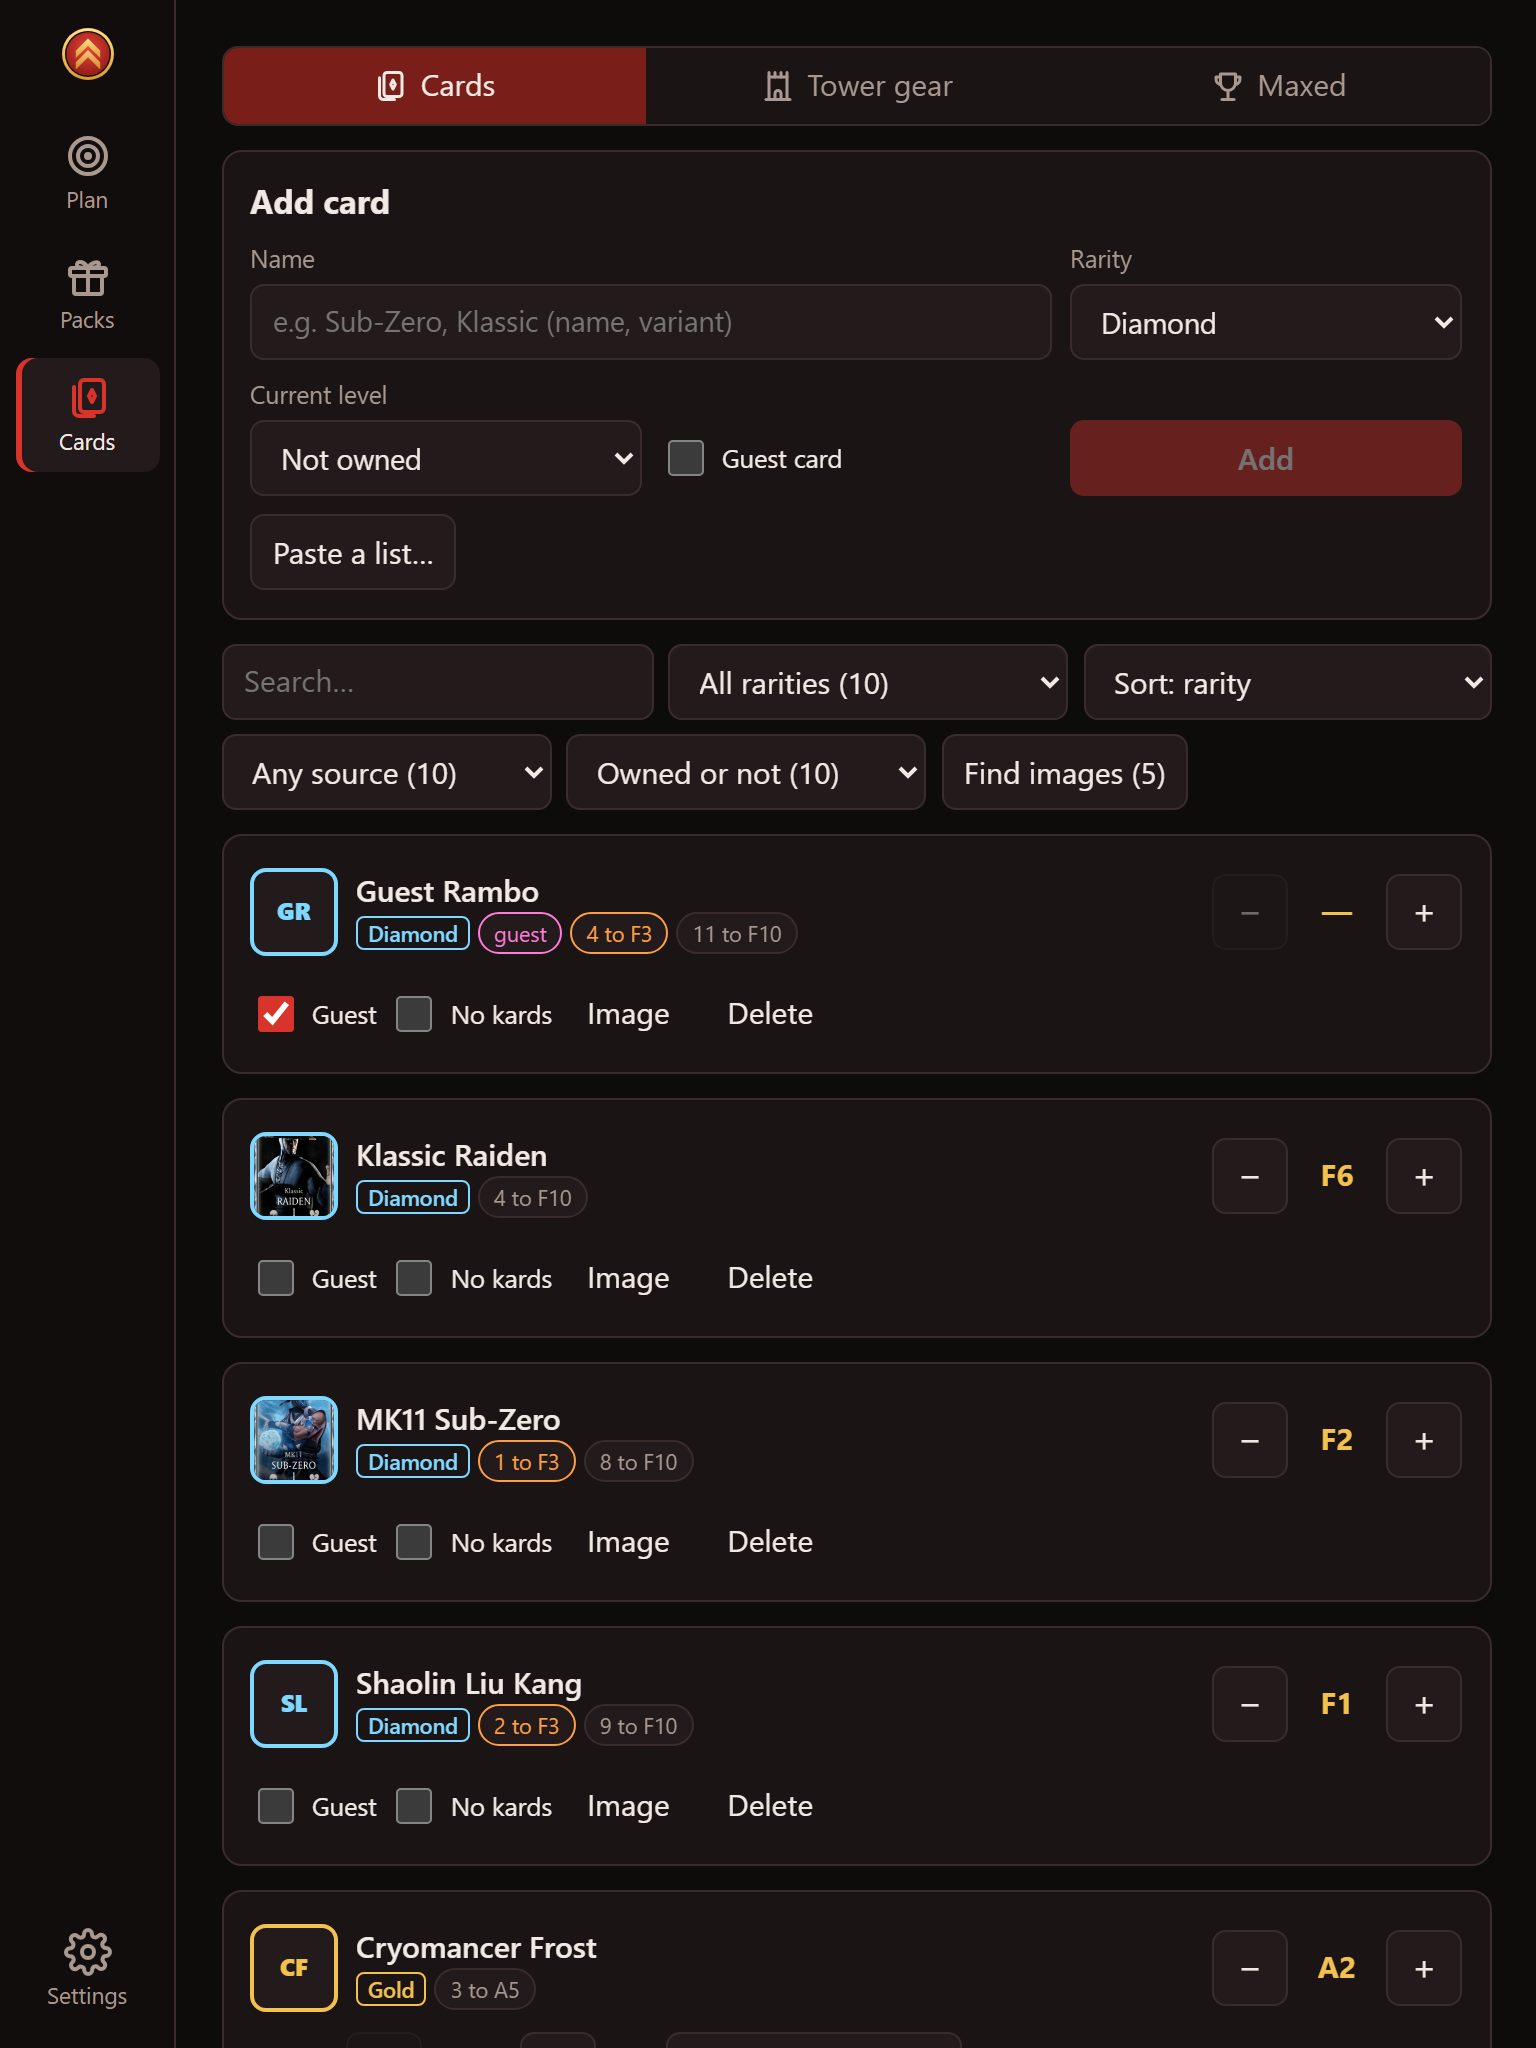 Cards
Tower gear
Maxed
Plan
Packs
Cards
Settings
Add card
Name
Rarity
e.g. Sub-Zero, Klassic (name, variant)
Diamond
Current level
Not owned
Guest card
Add
Paste a list...
Search...
All rarities (10)
Sort: rarity
Any source (10)
Owned or not (10)
Find images (5)
GR
Guest Rambo
Diamond guest 4 to F3 11 to F10
− — +
Guest No kards Image Delete
Klassic
RAIDEN
Klassic Raiden
Diamond 4 to F10
− F6 +
Guest No kards Image Delete
MK11
SUB-ZERO
MK11 Sub-Zero
Diamond 1 to F3 8 to F10
− F2 +
Guest No kards Image Delete
SL
Shaolin Liu Kang
Diamond 2 to F3 9 to F10
− F1 +
Guest No kards Image Delete
CF
Cryomancer Frost
Gold 3 to A5
− A2 +